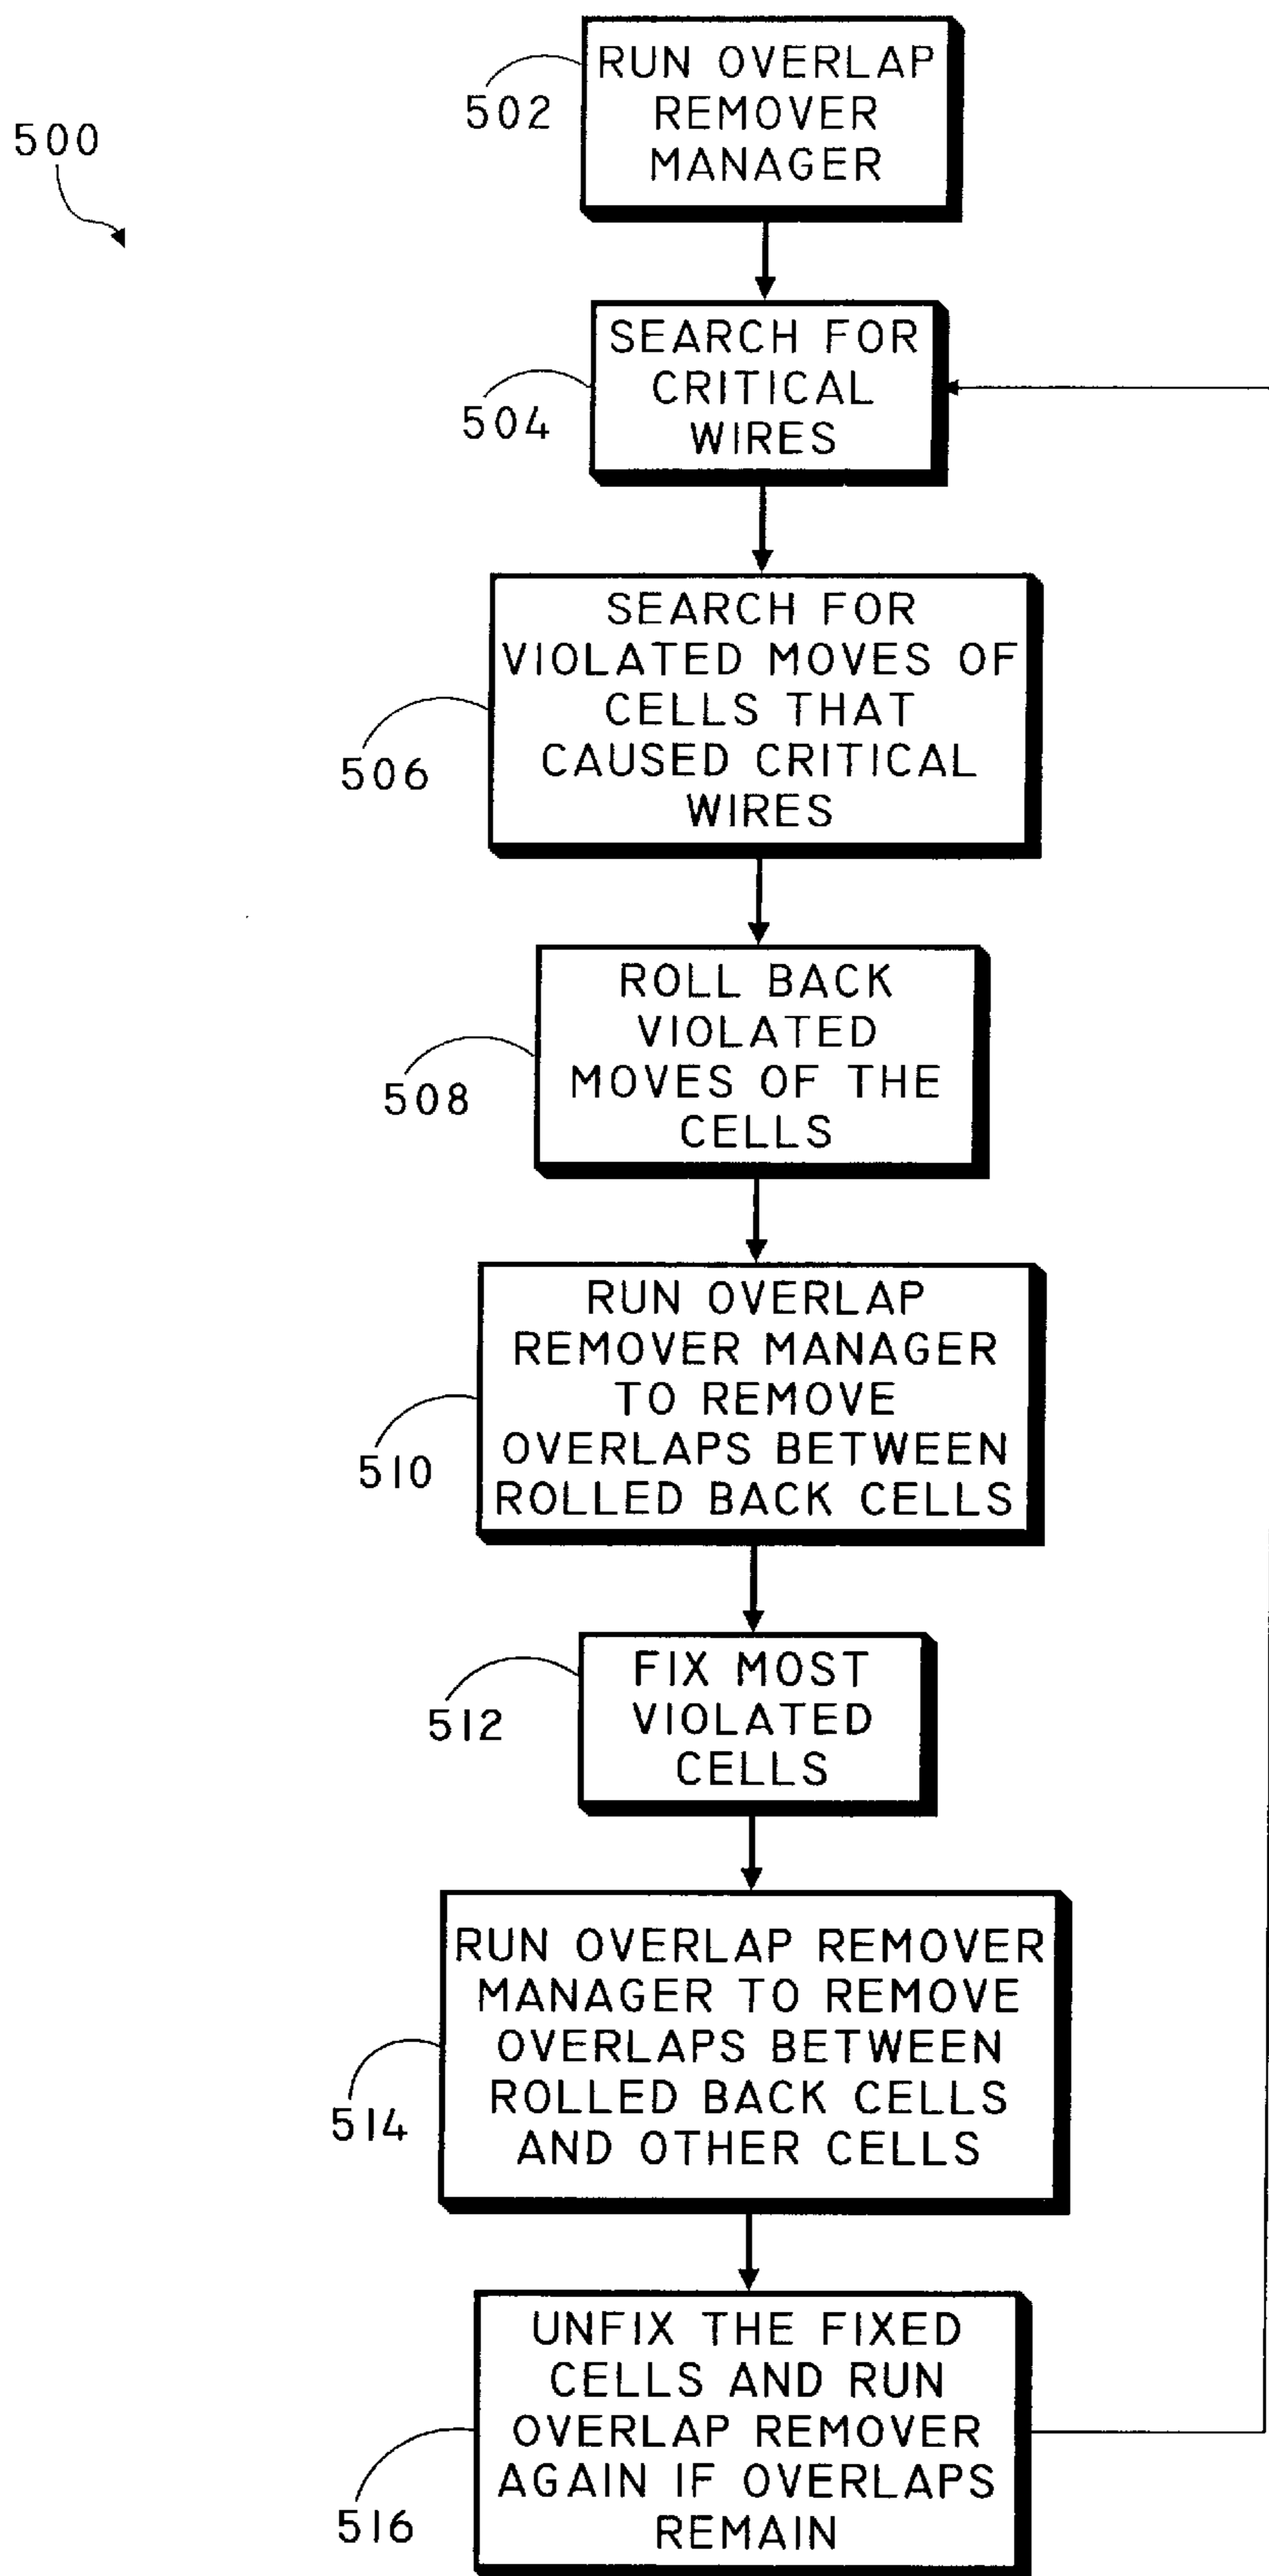 500
502
RUN OVERLAP
REMOVER
MANAGER
504
SEARCH FOR
CRITICAL
WIRES
506
SEARCH FOR
VIOLATED MOVES OF
CELLS THAT
CAUSED CRITICAL
WIRES
508
ROLL BACK
VIOLATED
MOVES OF THE
CELLS
510
RUN OVERLAP
REMOVER MANAGER
TO REMOVE
OVERLAPS BETWEEN
ROLLED BACK CELLS
512
FIX MOST
VIOLATED
CELLS
514
RUN OVERLAP REMOVER
MANAGER TO REMOVE
OVERLAPS BETWEEN
ROLLED BACK CELLS
AND OTHER CELLS
516
UNFIX THE FIXED
CELLS AND RUN
OVERLAP REMOVER
AGAIN IF OVERLAPS
REMAIN